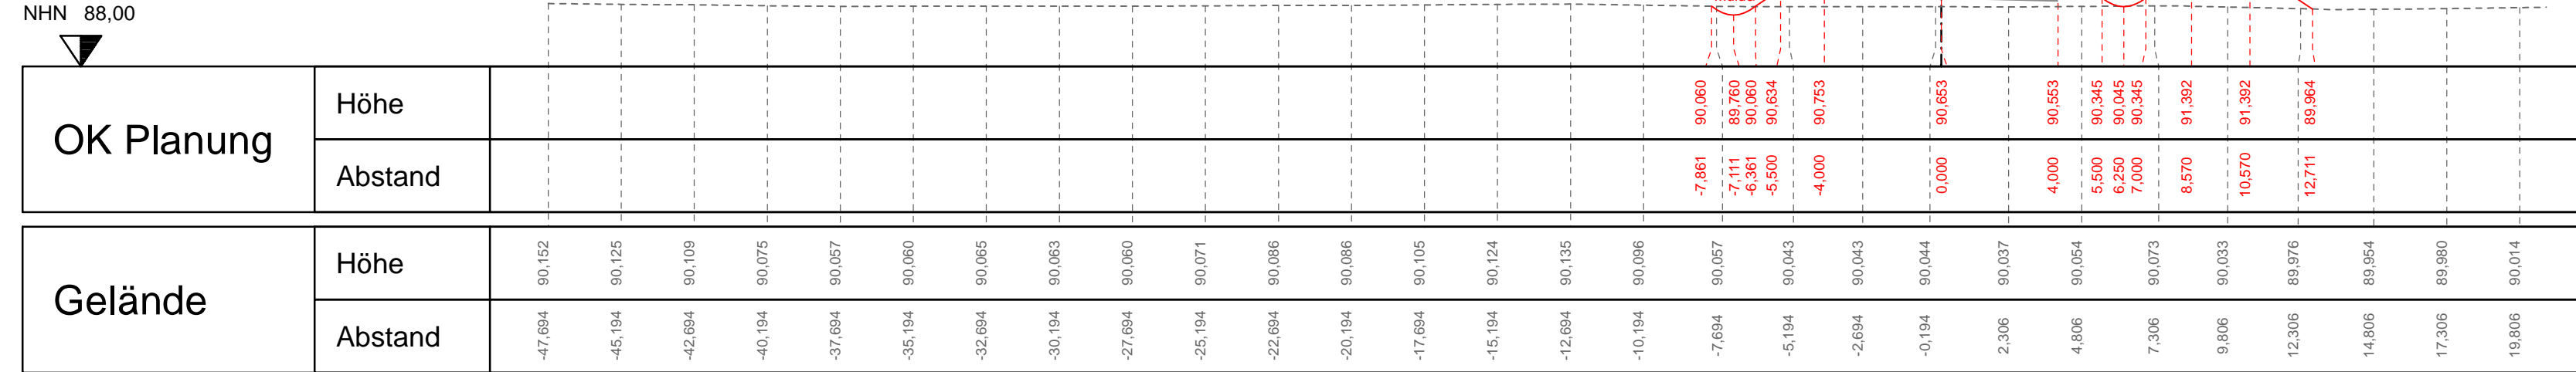 NHN 88,00
OK Planung
Höhe
90,060 89,760 90,060 90,634 90,753 90,653 90,553 90,345 90,045 90,345 91,392 91,392 89,964
Abstand
-7,861 -7,111 -6,361 -5,500 -4,000 0,000 4,000 5,500 6,250 7,000 8,570 10,570 12,711
Gelände
Höhe
90,152 90,125 90,109 90,075 90,057 90,060 90,065 90,063 90,060 90,071 90,086 90,086 90,105 90,124 90,135 90,096 90,057 90,043 90,043 90,044 90,037 90,054 90,073 90,033 89,976 89,954 89,980 90,014
Abstand
-47,694 -45,194 -42,694 -40,194 -37,694 -35,194 -32,694 -30,194 -27,694 -25,194 -22,694 -20,194 -17,694 -15,194 -12,694 -10,194 -7,694 -5,194 -2,694 -0,194 2,306 4,806 7,306 9,806 12,306 14,806 17,306 19,806